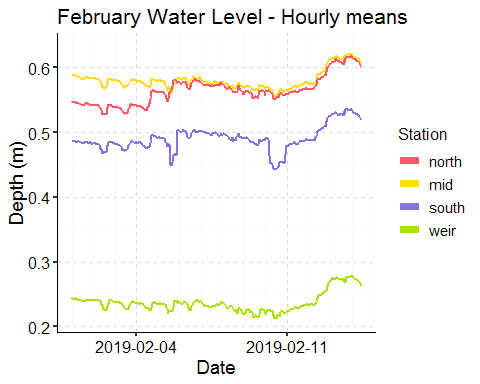 February Water Level - Hourly means
Depth (m)
0.6
0.5
0.4
0.3
0.2
2019-02-04
2019-02-11
Date
Station
north
mid
south
weir